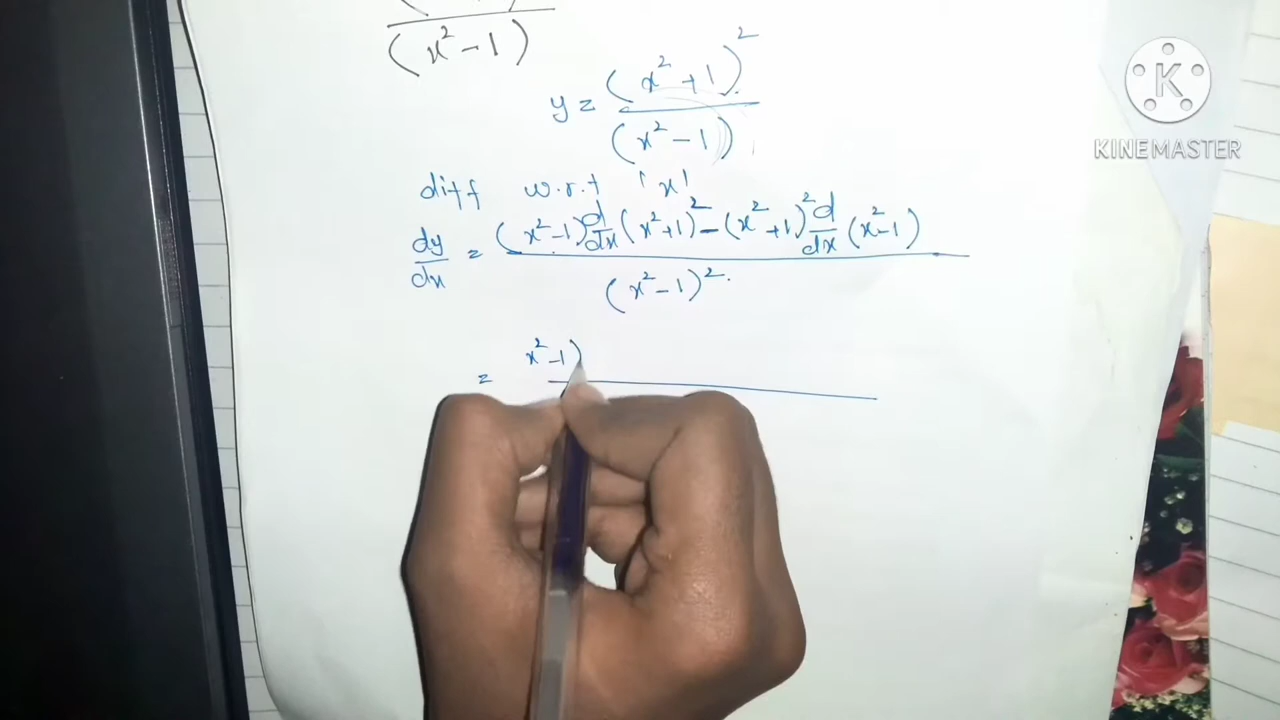 (x²-1)
y = (x²+1)²
(x²-1)
diff w.r.t 'x'
dy/dx = (x²-1) d/dx (x²+1)² - (x²+1)² d/dx (x²-1)
(x²-1)²
= x²-1)
K
KINEMASTER